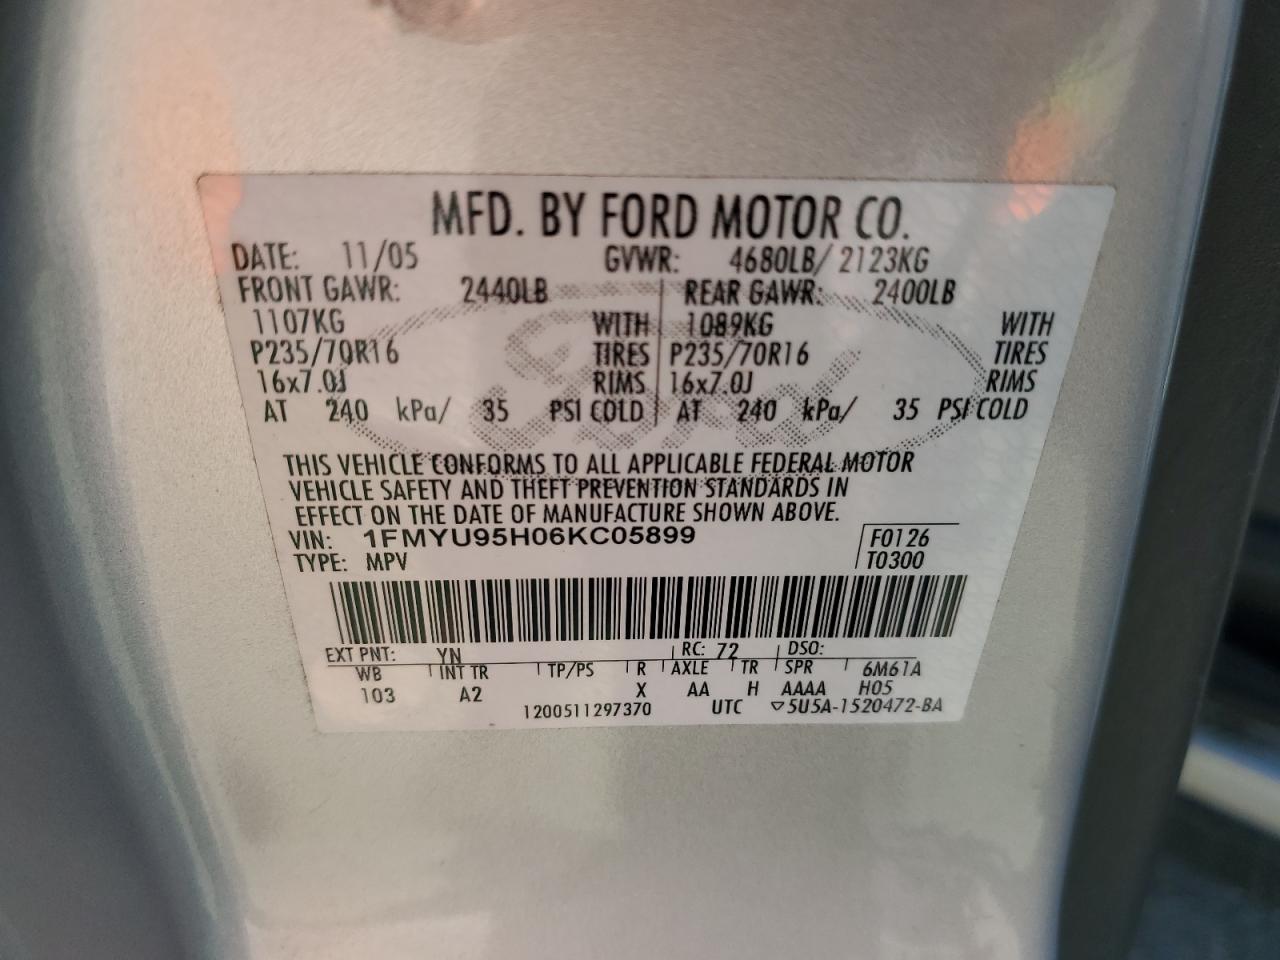 MFD. BY FORD MOTOR CO.
DATE: 11/05 GVWR: 4680LB/ 2123KG
FRONT GAWR: 2440LB REAR GAWR: 2400LB
1107KG WITH 1089KG WITH
P235/70R16 TIRES P235/70R16 TIRES
16x7.0J RIMS 16x7.0J RIMS
AT 240 kPa/ 35 PSI COLD AT 240 kPa/ 35 PSI COLD
THIS VEHICLE CONFORMS TO ALL APPLICABLE FEDERAL MOTOR
VEHICLE SAFETY AND THEFT PREVENTION STANDARDS IN
EFFECT ON THE DATE OF MANUFACTURE SHOWN ABOVE.
VIN: 1FMYU95H06KC05899 F0126
TYPE: MPV T0300
EXT PNT: YN RC: 72 DSO:
WB INT TR TP/PS R AXLE TR SPR 6M61A
103 A2 X AA H AAAA H05
1200511297370 UTC ▽5U5A-1520472-BA
Ford